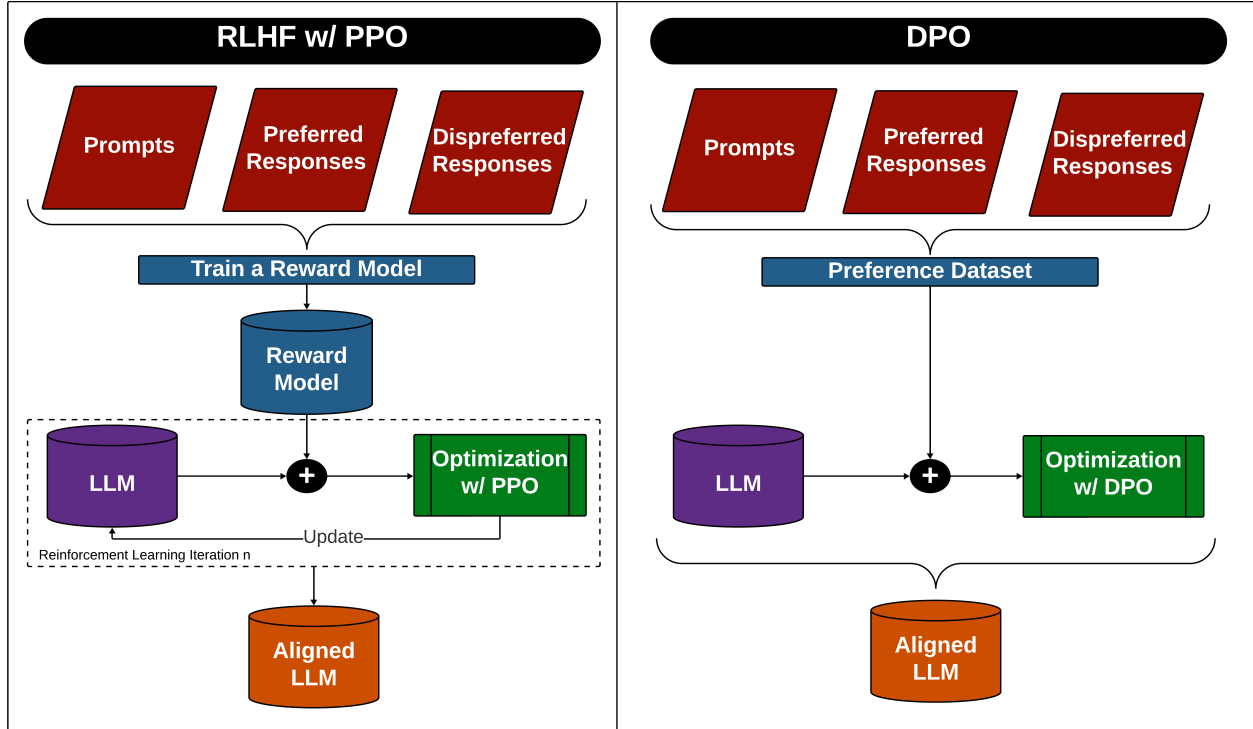 RLHF w/ PPO
Prompts
Preferred
Responses
Dispreferred
Responses
Train a Reward Model
Reward
Model
LLM
+
Optimization
w/ PPO
Update
Reinforcement Learning Iteration n
Aligned
LLM
DPO
Prompts
Preferred
Responses
Dispreferred
Responses
Preference Dataset
LLM
+
Optimization
w/ DPO
Aligned
LLM